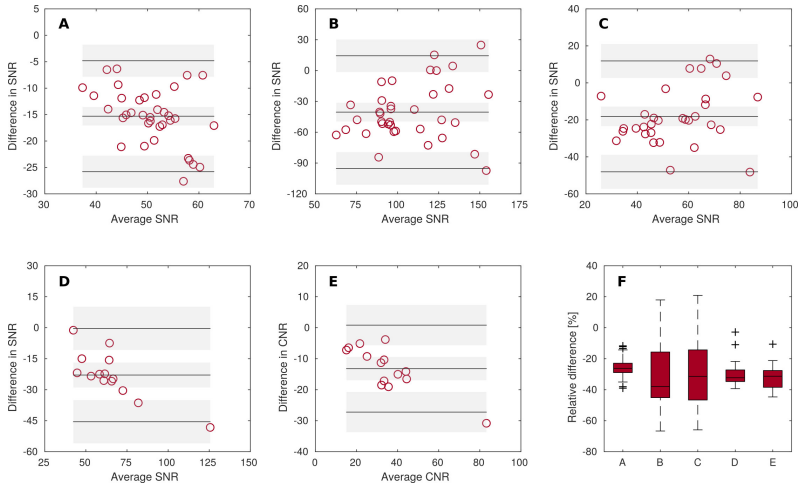 A
Difference in SNR
5
0
-5
-10
-15
-20
-25
-30
30 40 50 60 70
Average SNR
B
Difference in SNR
60
30
0
-30
-60
-90
-120
50 75 100 125 150 175
Average SNR
C
Difference in SNR
40
20
0
-20
-40
-60
20 40 60 80 100
Average SNR
D
Difference in SNR
30
15
0
-15
-30
-45
-60
25 50 75 100 125 150
Average SNR
E
Difference in CNR
20
10
0
-10
-20
-30
-40
0 20 40 60 80 100
Average CNR
F
Relative difference [%]
40
20
0
-20
-40
-60
-80
A B C D E